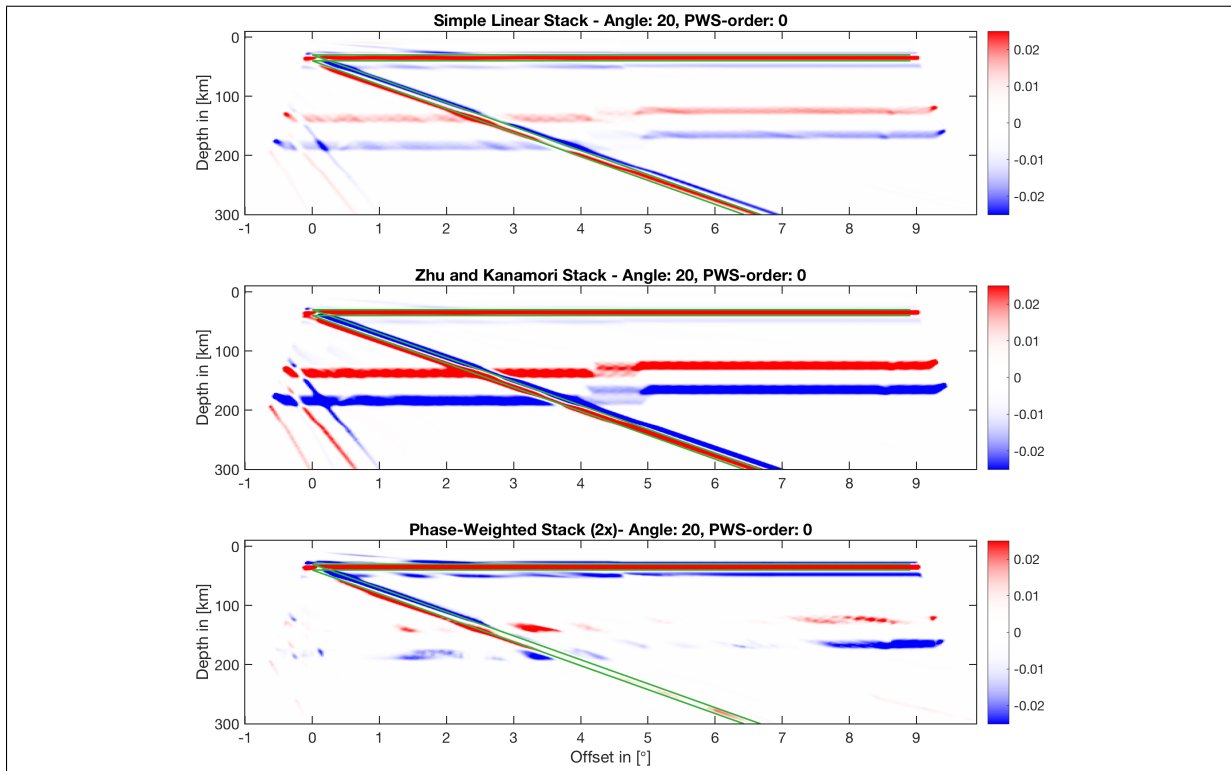 Simple Linear Stack - Angle: 20, PWS-order: 0
Depth in [km]
0
100
200
300
-1 0 1 2 3 4 5 6 7 8 9
0.02
0.01
0
-0.01
-0.02
Zhu and Kanamori Stack - Angle: 20, PWS-order: 0
Depth in [km]
0
100
200
300
-1 0 1 2 3 4 5 6 7 8 9
0.02
0.01
0
-0.01
-0.02
Phase-Weighted Stack (2x)- Angle: 20, PWS-order: 0
Depth in [km]
0
100
200
300
-1 0 1 2 3 4 5 6 7 8 9
Offset in [°]
0.02
0.01
0
-0.01
-0.02